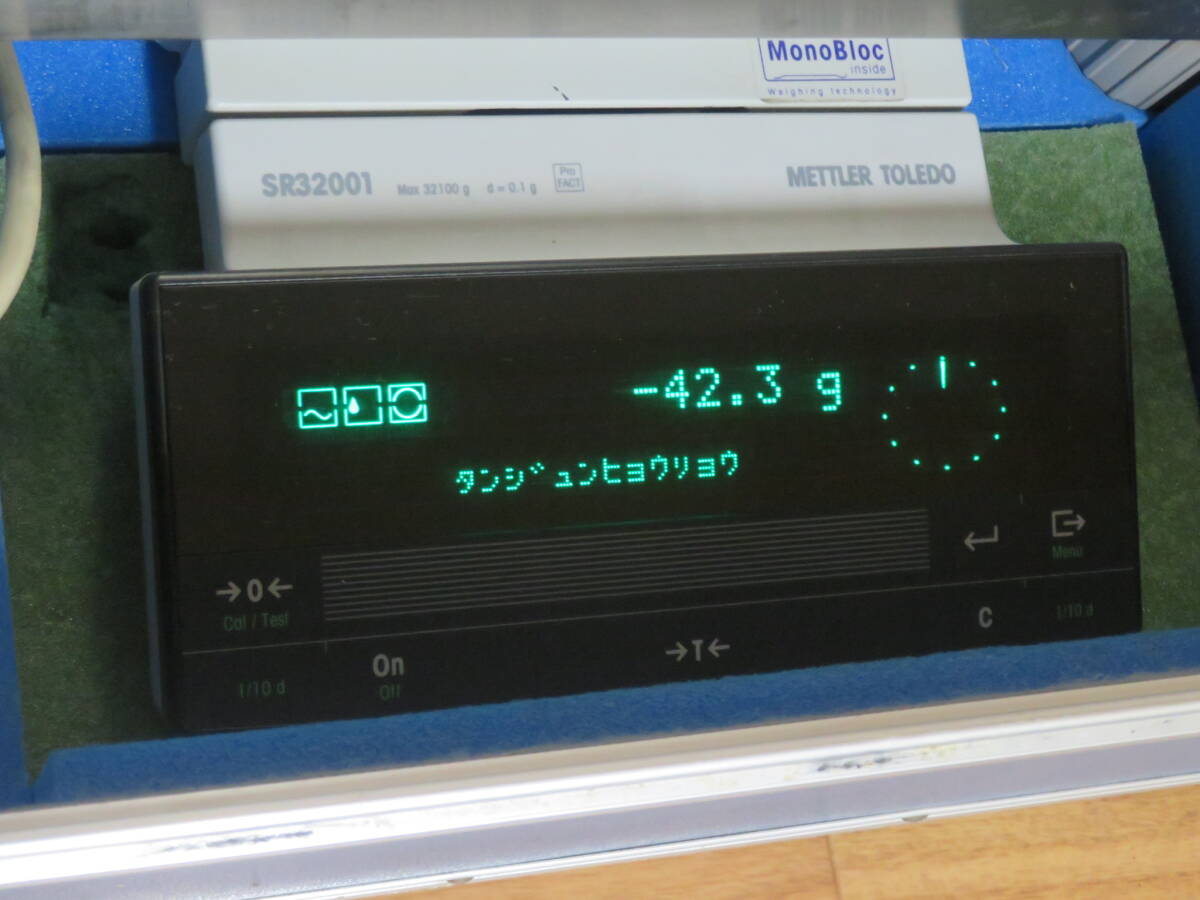 MonoBloc
inside
Weighing technology
SR32001 Max 32100 g d = 0.1 g Pro FACT METTLER TOLEDO
-42.3 g
タンジュンヒョウリョウ
→0←
Cal / Test
Menu
1/10 d
On
Off
→T←
C
1/10 d